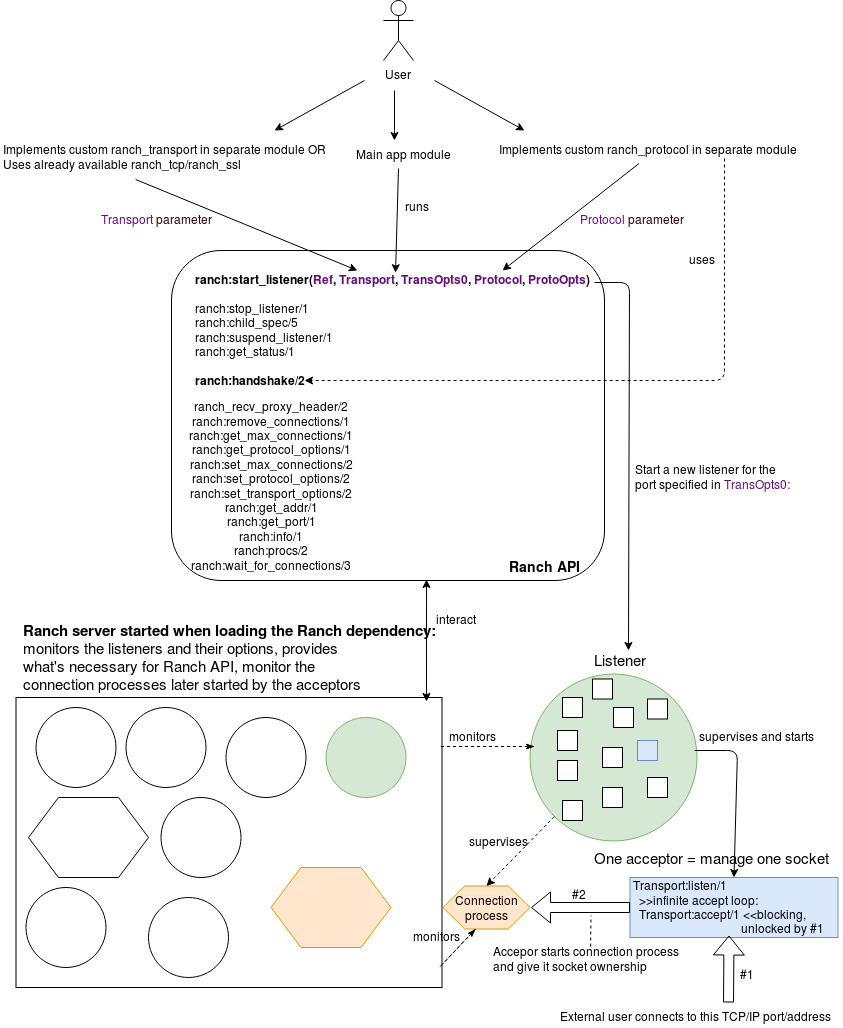 User
Implements custom ranch_transport in separate module OR
Uses already available ranch_tcp/ranch_ssl
Main app module
Implements custom ranch_protocol in separate module
runs
Transport parameter
Protocol parameter
uses
ranch:start_listener(Ref, Transport, TransOpts0, Protocol, ProtoOpts)
ranch:stop_listener/1
ranch:child_spec/5
ranch:suspend_listener/1
ranch:get_status/1
ranch:handshake/2
ranch_recv_proxy_header/2
ranch:remove_connections/1
ranch:get_max_connections/1
ranch:get_protocol_options/1
ranch:set_max_connections/2
ranch:set_protocol_options/2
ranch:set_transport_options/2
ranch:get_addr/1
ranch:get_port/1
ranch:info/1
ranch:procs/2
ranch:wait_for_connections/3
Ranch API
Start a new listener for the
port specified in TransOpts0:
interact
Ranch server started when loading the Ranch dependency:
monitors the listeners and their options, provides
what's necessary for Ranch API, monitor the
connection processes later started by the acceptors
Listener
monitors
supervises and starts
supervises
One acceptor = manage one socket
Transport:listen/1
>>infinite accept loop:
Transport:accept/1 <<blocking,
unlocked by #1
#2
Connection
process
monitors
Accepor starts connection process
and give it socket ownership
#1
External user connects to this TCP/IP port/address